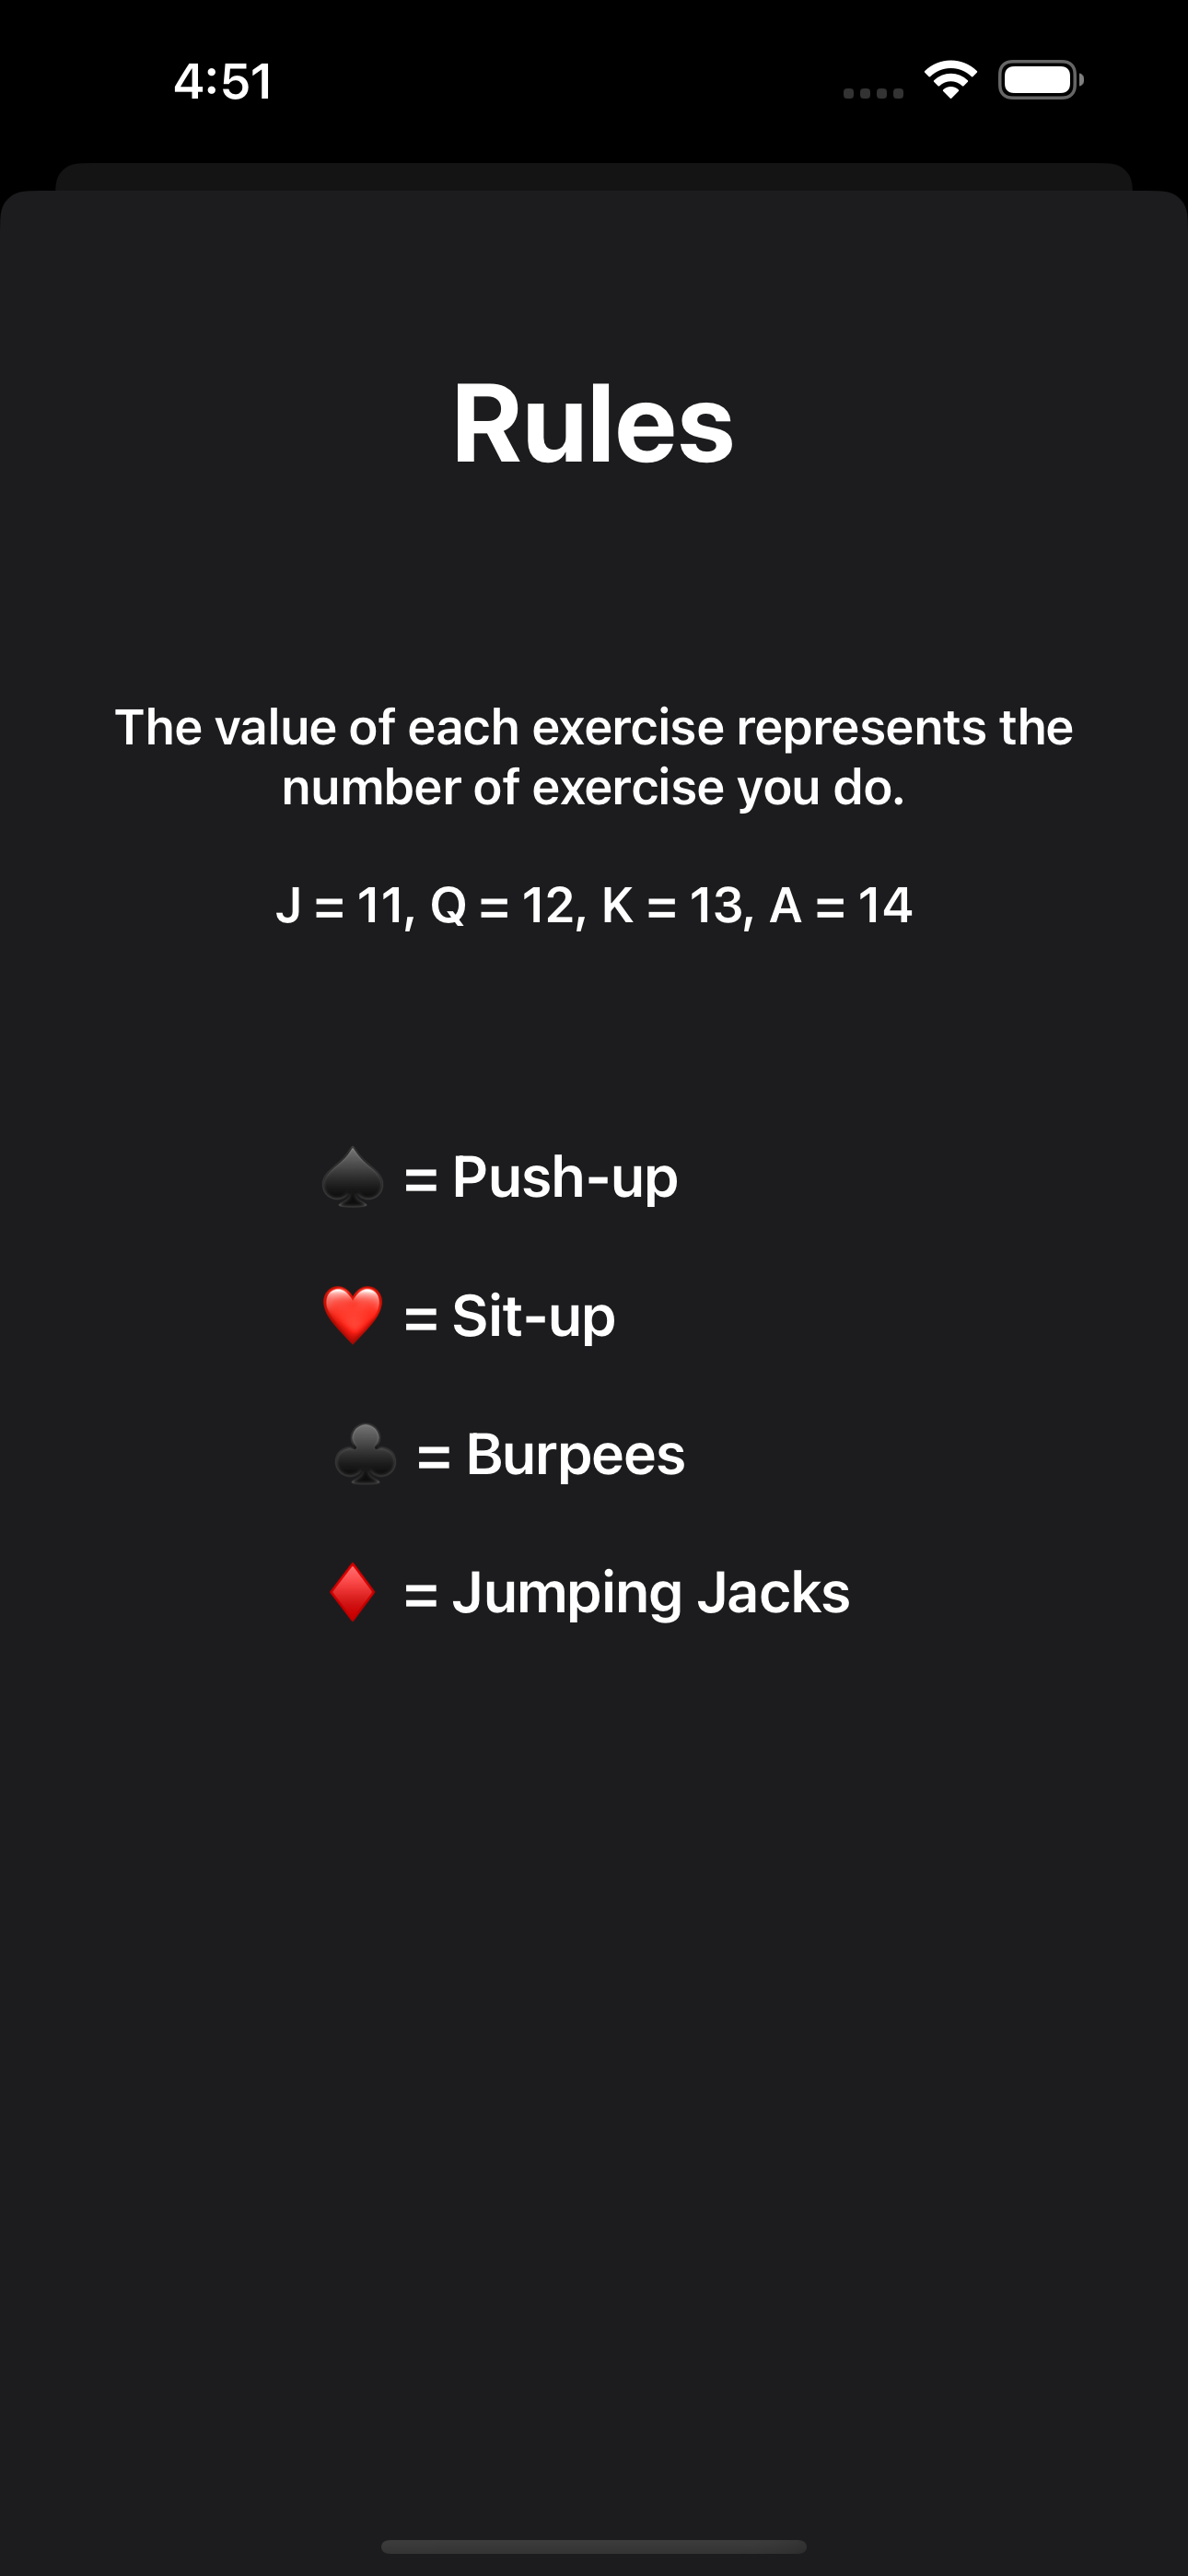 4:51
Rules
The value of each exercise represents the
number of exercise you do.
J = 11, Q = 12, K = 13, A = 14
♠️ = Push-up
❤️ = Sit-up
♣️ = Burpees
♦️ = Jumping Jacks